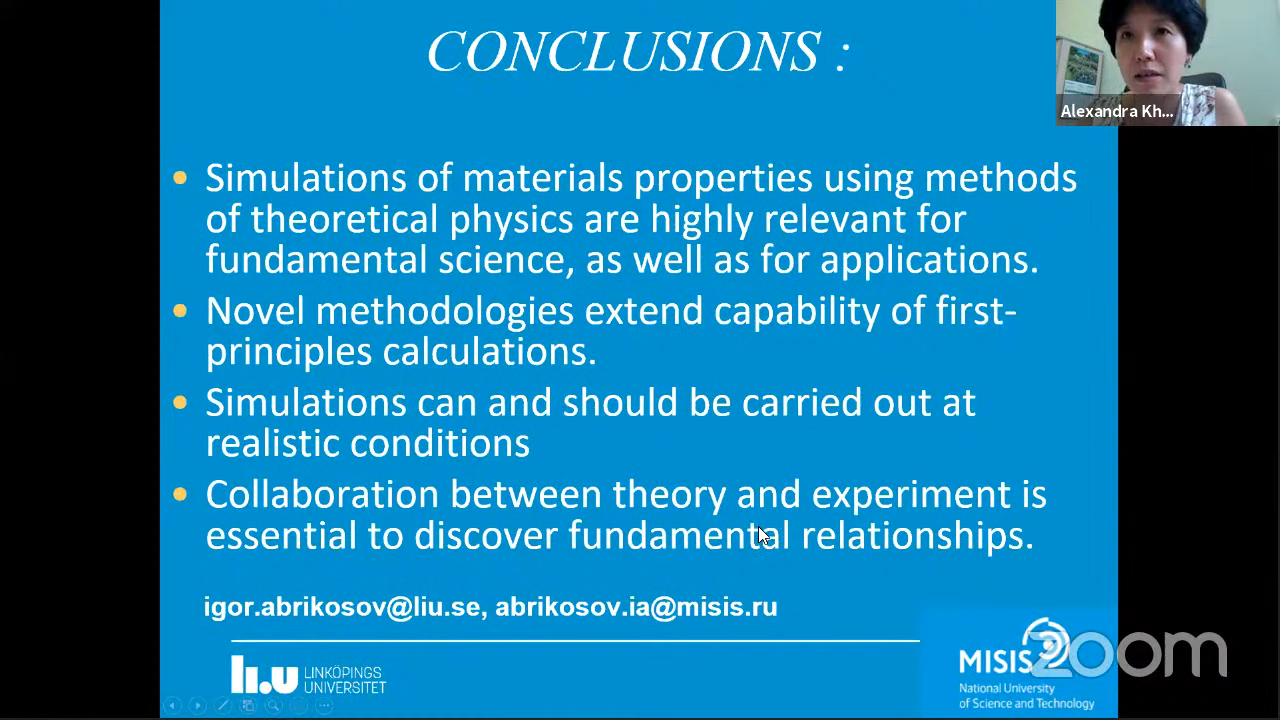 CONCLUSIONS :
Alexandra Kh...
• Simulations of materials properties using methods
of theoretical physics are highly relevant for
fundamental science, as well as for applications.
• Novel methodologies extend capability of first-
principles calculations.
• Simulations can and should be carried out at
realistic conditions
• Collaboration between theory and experiment is
essential to discover fundamental relationships.
igor.abrikosov@liu.se, abrikosov.ia@misis.ru
LI.U LINKÖPINGS
UNIVERSITET
MISIS
National University
of Science and Technology
zoom